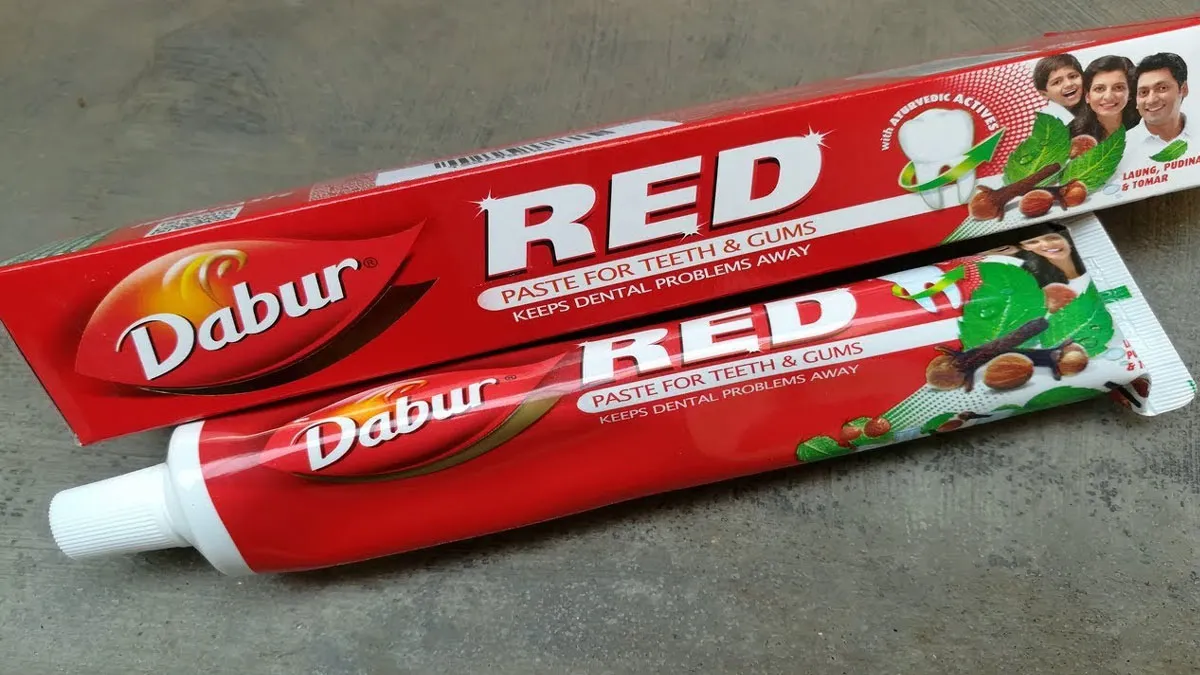 Dabur®
RED
PASTE FOR TEETH & GUMS
KEEPS DENTAL PROBLEMS AWAY
with AYURVEDIC ACTIVES
LAUNG, PUDINA
& TOMAR
Dabur
RED
PASTE FOR TEETH & GUMS
KEEPS DENTAL PROBLEMS AWAY